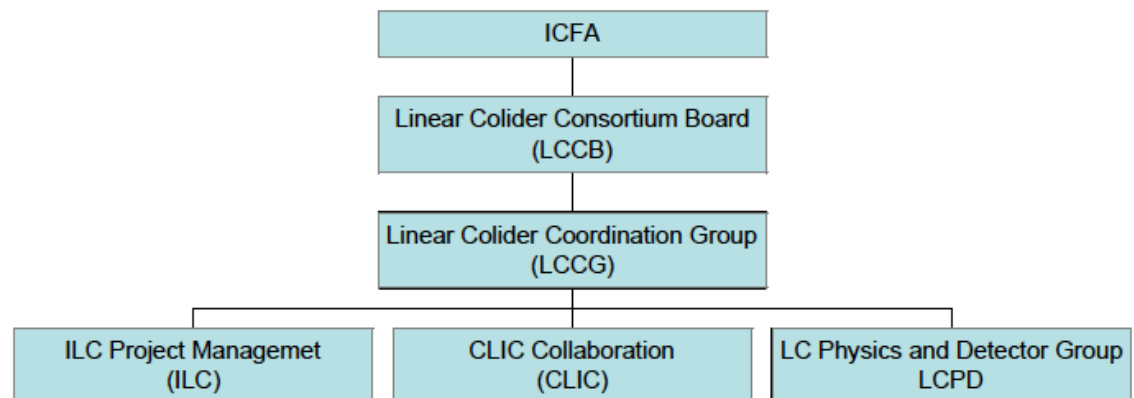 ICFA
Linear Colider Consortium Board
(LCCB)
Linear Colider Coordination Group
(LCCG)
ILC Project Managemet
(ILC)
CLIC Collaboration
(CLIC)
LC Physics and Detector Group
LCPD